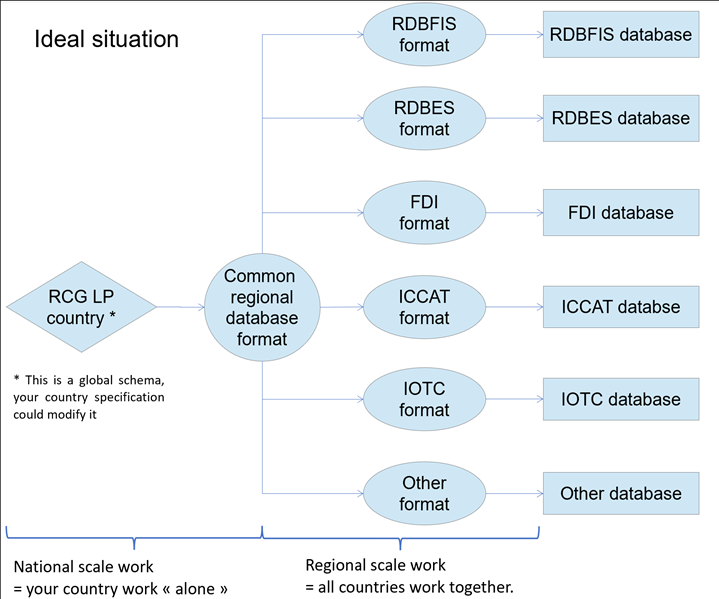 Ideal situation
RDBFIS
format
RDBFIS database
RDBES
format
RDBES database
FDI
format
FDI database
RCG LP
country *
Common
regional
database
format
ICCAT
format
ICCAT databse
* This is a global schema,
your country specification
could modify it
IOTC
format
IOTC database
Other
format
Other database
National scale work
= your country work « alone »
Regional scale work
= all countries work together.